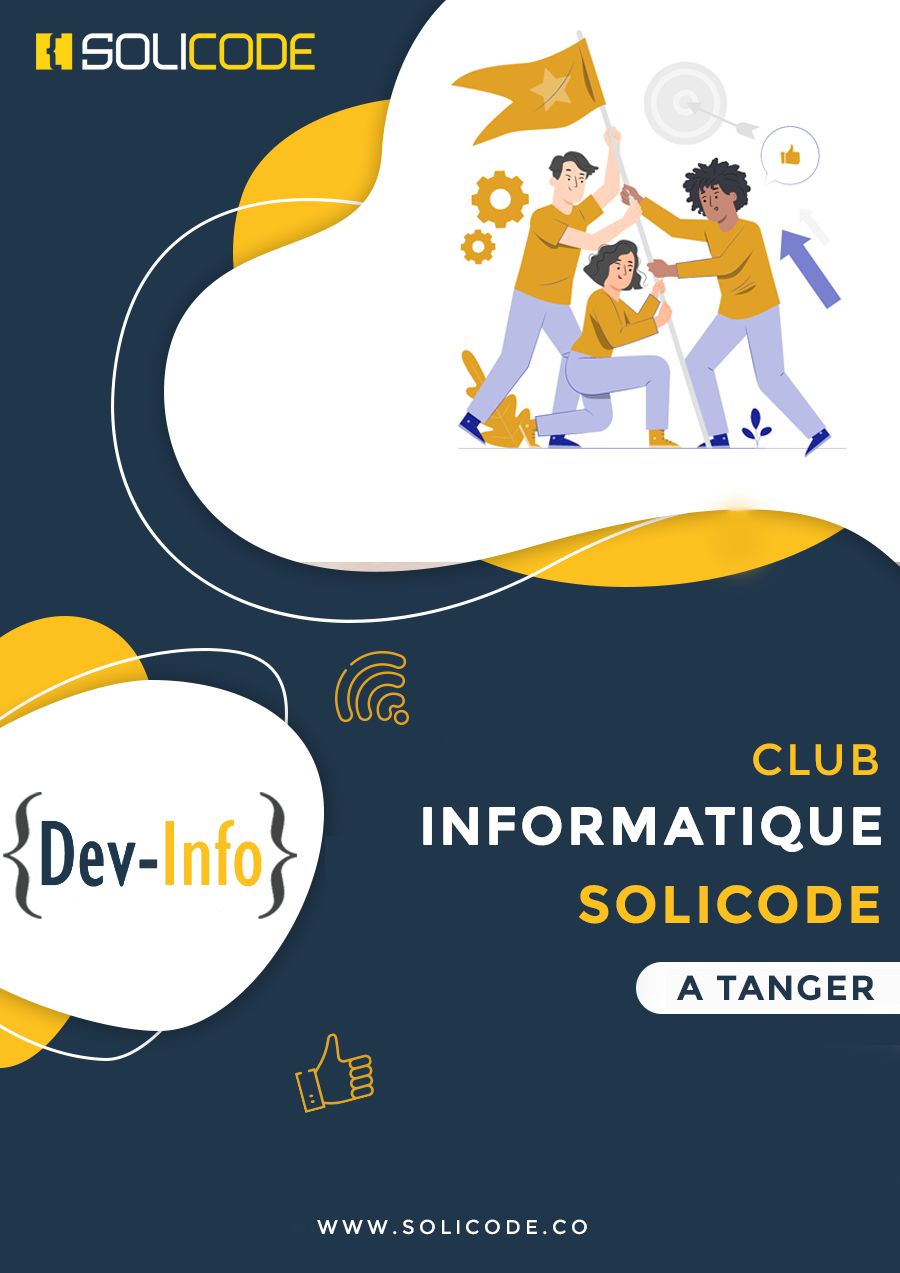 SOLICODE
{Dev-Info}
CLUB
INFORMATIQUE
SOLICODE
A TANGER
WWW.SOLICODE.CO